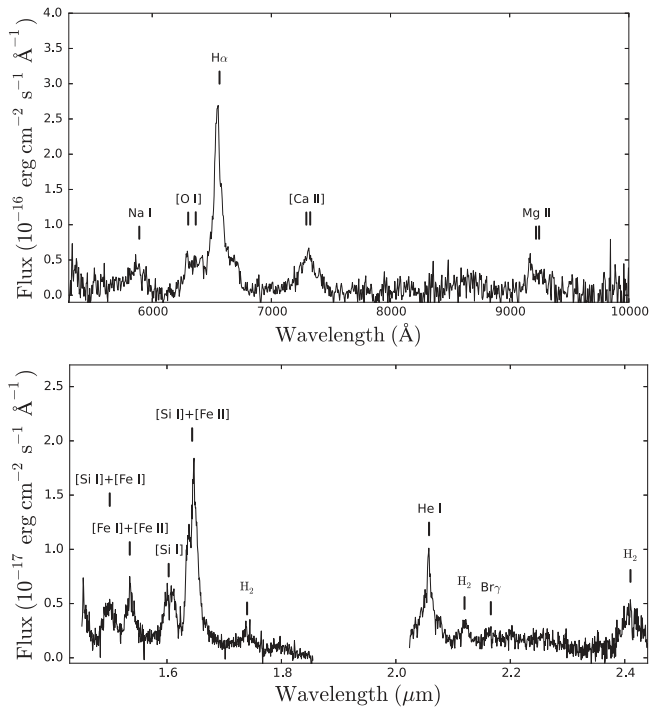 4.0
3.5
3.0
2.5
2.0
1.5
1.0
0.5
0.0
Flux (10⁻¹⁶ erg cm⁻² s⁻¹ Å⁻¹)
Hα
Na I
[O I]
[Ca II]
Mg II
6000 7000 8000 9000 10000
Wavelength (Å)
2.5
2.0
1.5
1.0
0.5
0.0
Flux (10⁻¹⁷ erg cm⁻² s⁻¹ Å⁻¹)
[Si I]+[Fe II]
[Si I]+[Fe I]
[Fe I]+[Fe II]
[Si I]
H₂
He I
H₂
Brγ
H₂
1.6 1.8 2.0 2.2 2.4
Wavelength (μm)